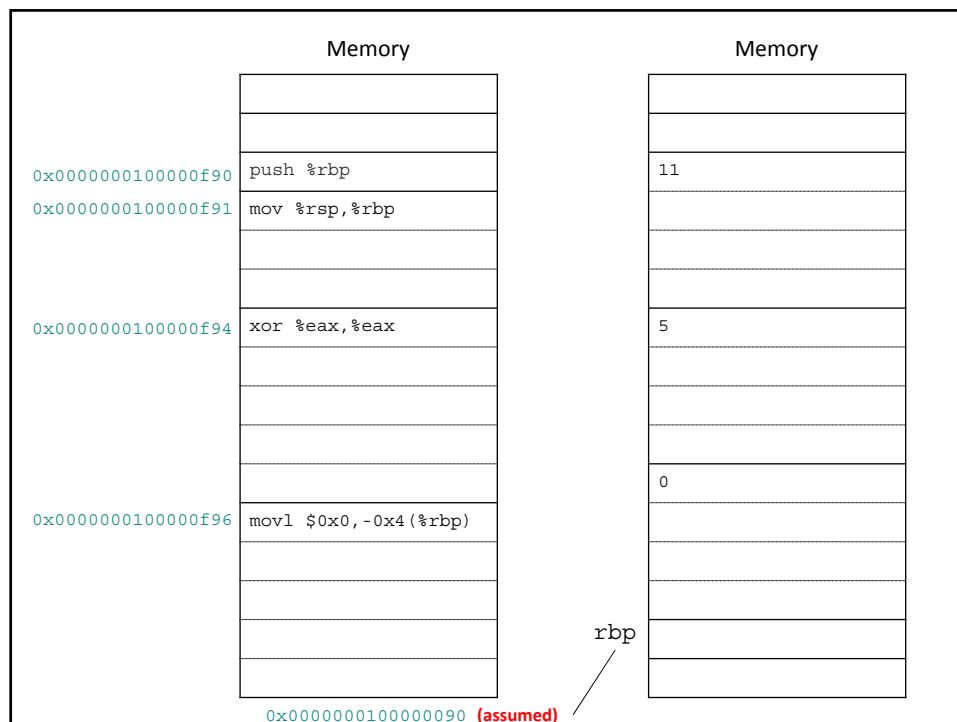 Memory
Memory
0x0000000100000f90 push %rbp 11
0x0000000100000f91 mov %rsp,%rbp
0x0000000100000f94 xor %eax,%eax 5
0
0x0000000100000f96 movl $0x0,-0x4(%rbp)
rbp
0x0000000100000090 (assumed)